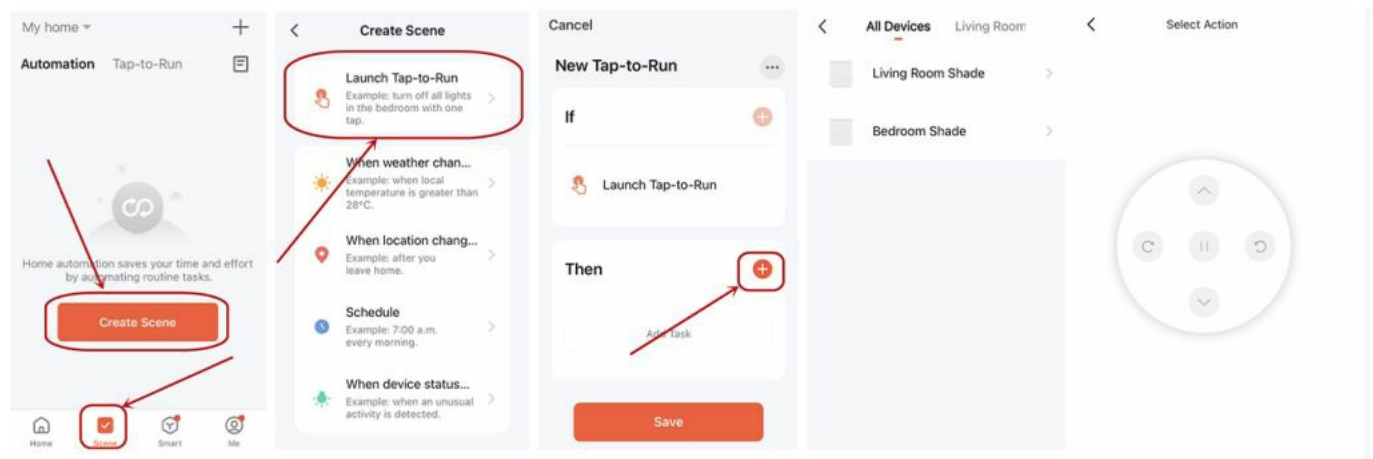 My home
Automation Tap-to-Run
Home automation saves your time and effort
by automating routine tasks.
Create Scene
Home Scene Smart Me
Create Scene
Launch Tap-to-Run
Example: turn off all lights
in the bedroom with one
tap.
When weather chan...
Example: when local
temperature is greater than
28°C.
When location chang...
Example: after you
leave home.
Schedule
Example: 7:00 a.m.
every morning.
When device status...
Example: when an unusual
activity is detected.
Cancel
New Tap-to-Run
If
Launch Tap-to-Run
Then
Add Task
Save
All Devices Living Room
Living Room Shade
Bedroom Shade
Select Action